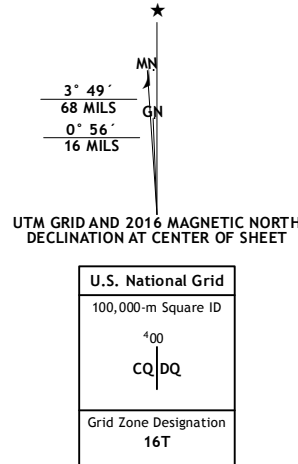 ★
MN
3° 49´
68 MILS
GN
0° 56´
16 MILS
UTM GRID AND 2016 MAGNETIC NORTH
DECLINATION AT CENTER OF SHEET
U.S. National Grid
100,000-m Square ID
⁴00
CQ DQ
Grid Zone Designation
16T